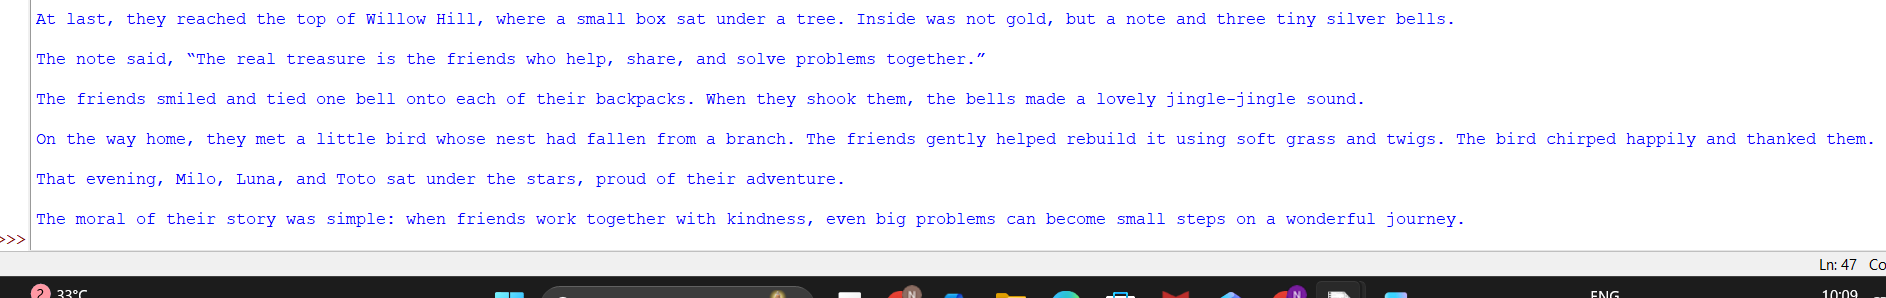 At last, they reached the top of Willow Hill, where a small box sat under a tree. Inside was not gold, but a note and three tiny silver bells.
The note said, “The real treasure is the friends who help, share, and solve problems together.”
The friends smiled and tied one bell onto each of their backpacks. When they shook them, the bells made a lovely jingle-jingle sound.
On the way home, they met a little bird whose nest had fallen from a branch. The friends gently helped rebuild it using soft grass and twigs. The bird chirped happily and thanked them.
That evening, Milo, Luna, and Toto sat under the stars, proud of their adventure.
The moral of their story was simple: when friends work together with kindness, even big problems can become small steps on a wonderful journey.
>>>
Ln: 47 Co
2 33°C N N ENG 10:09